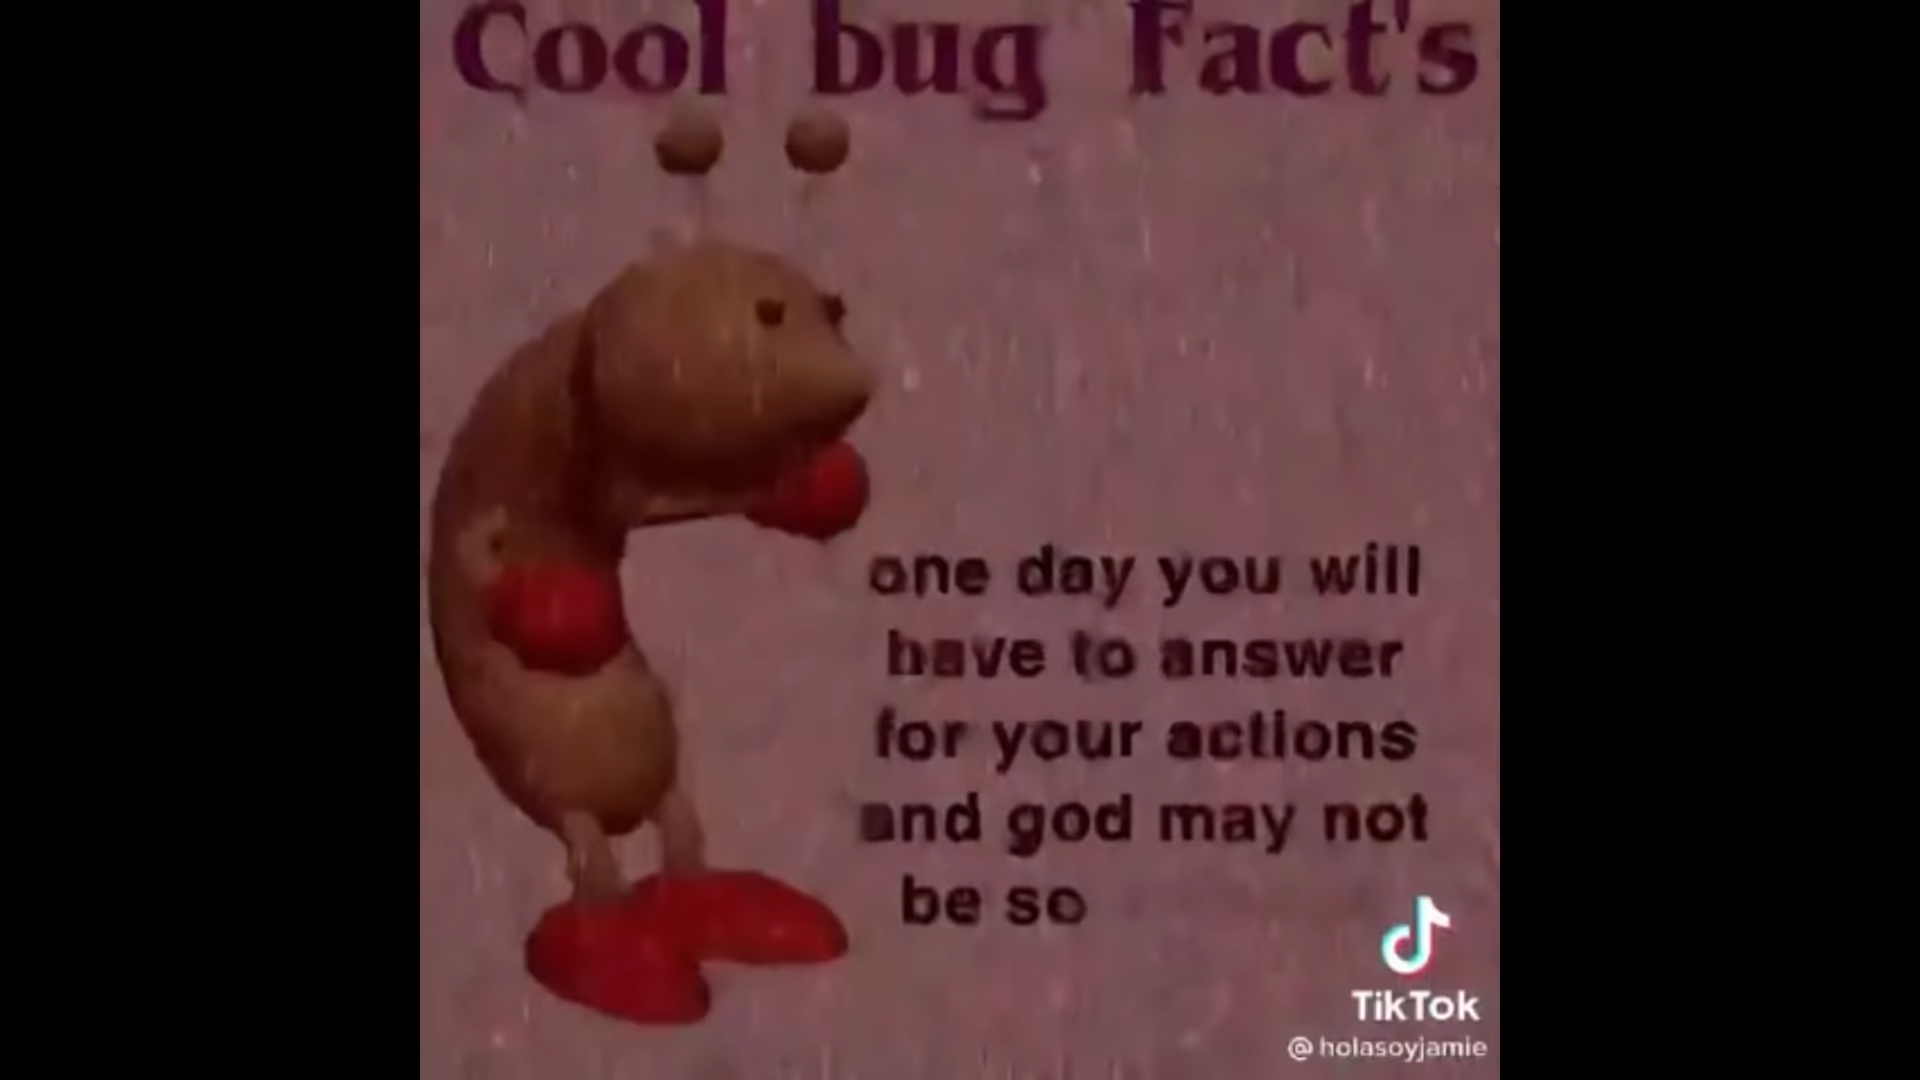 Cool bug Fact's
one day you will
have to answer
for your actions
and god may not
be so
TikTok
@holasoyjamie